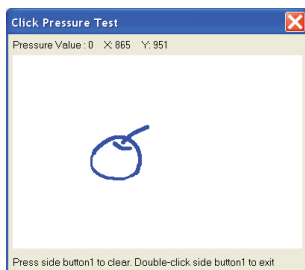 Click Pressure Test
Pressure Value : 0 X: 865 Y: 951
Press side button1 to clear. Double-click side button1 to exit